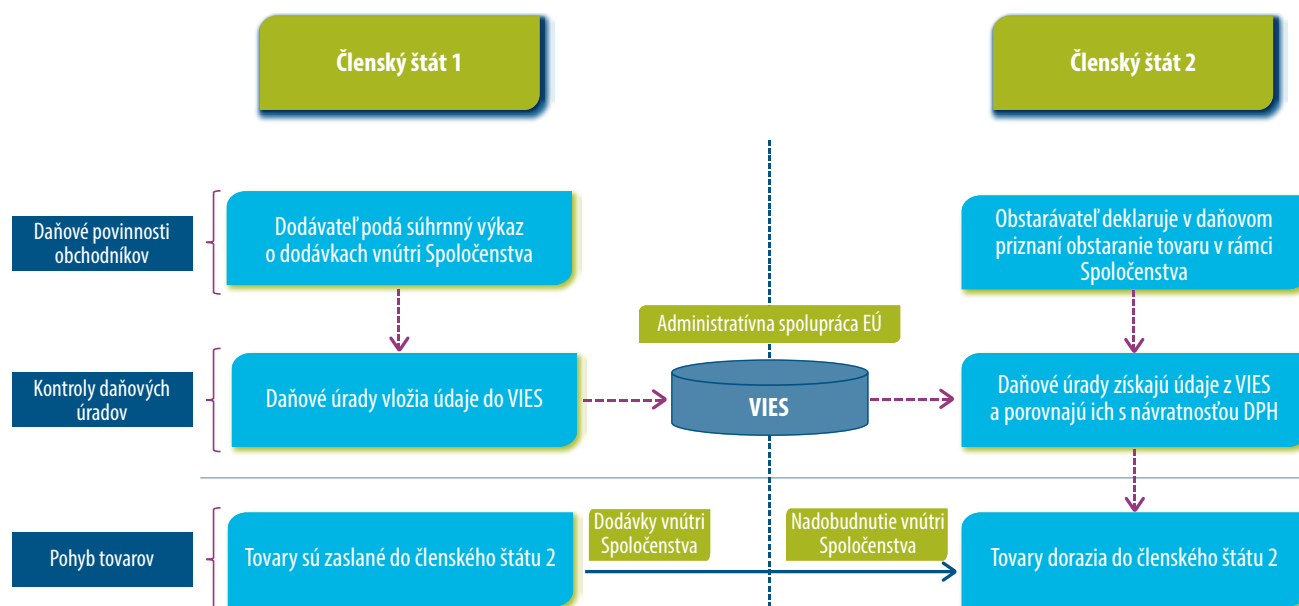 Členský štát 1
Členský štát 2
Daňové povinnosti
obchodníkov
Dodávateľ podá súhrnný výkaz
o dodávkach vnútri Spoločenstva
Obstarávateľ deklaruje v daňovom
priznaní obstaranie tovaru v rámci
Spoločenstva
Administratívna spolupráca EÚ
Kontroly daňových
úradov
Daňové úrady vložia údaje do VIES
VIES
Daňové úrady získajú údaje z VIES
a porovnajú ich s návratnosťou DPH
Pohyb tovarov
Tovary sú zaslané do členského štátu 2
Dodávky vnútri
Spoločenstva
Nadobudnutie vnútri
Spoločenstva
Tovary dorazia do členského štátu 2